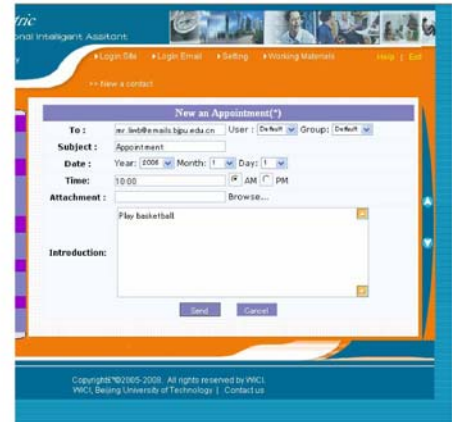 tric
onal Intelligent Assistant
Login Site Login Email Setting Working Materials Help | Exit
>> New a contact
New an Appointment(*)
To : mr.limb@emails.bjpu.edu.cn User : Default Group: Default
Subject : Appointment
Date : Year: 2006 Month: 1 Day: 1
Time: 10:00 AM PM
Attachment : Browse...
Introduction: Play basketball
Send Cancel
Copyright ©2005-2008. All rights reserved by WICI.
WICI, Beijing University of Technology | Contact us